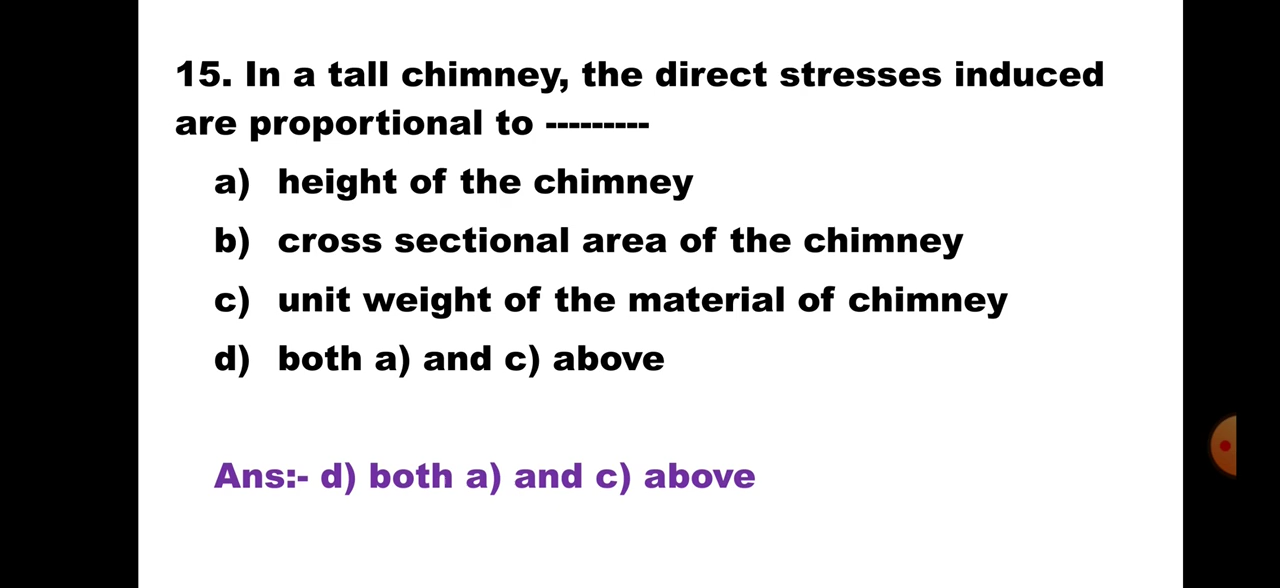 15. In a tall chimney, the direct stresses induced
are proportional to ---------
a) height of the chimney
b) cross sectional area of the chimney
c) unit weight of the material of chimney
d) both a) and c) above
Ans:- d) both a) and c) above